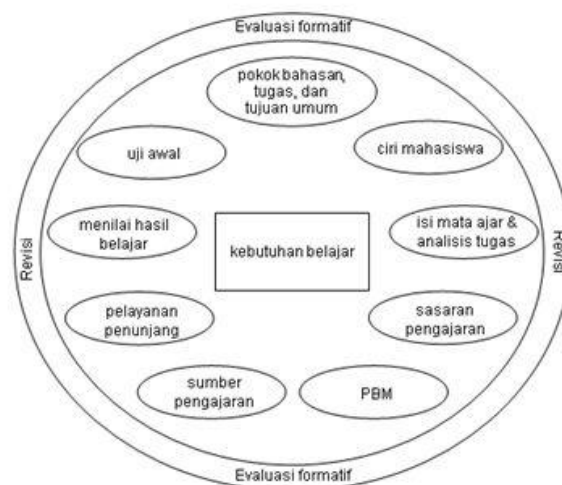 Evaluasi formatif
pokok bahasan,
tugas, dan
tujuan umum
uji awal
ciri mahasiswa
menilai hasil
belajar
kebutuhan belajar
isi mata ajar &
analisis tugas
Revisi
Revisi
pelayanan
penunjang
sasaran
pengajaran
sumber
pengajaran
PBM
Evaluasi formatif